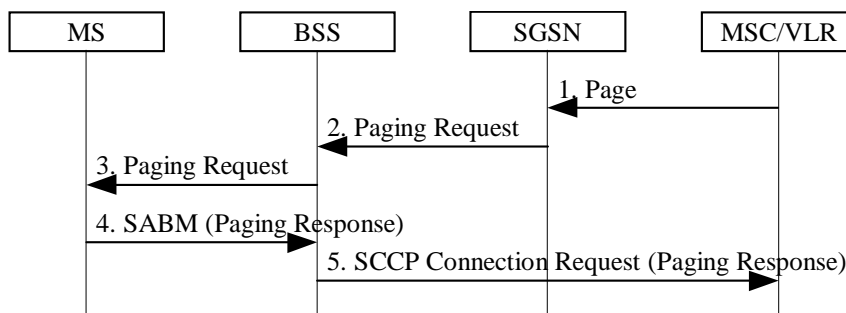 MS BSS SGSN MSC/VLR
1. Page
2. Paging Request
3. Paging Request
4. SABM (Paging Response)
5. SCCP Connection Request (Paging Response)